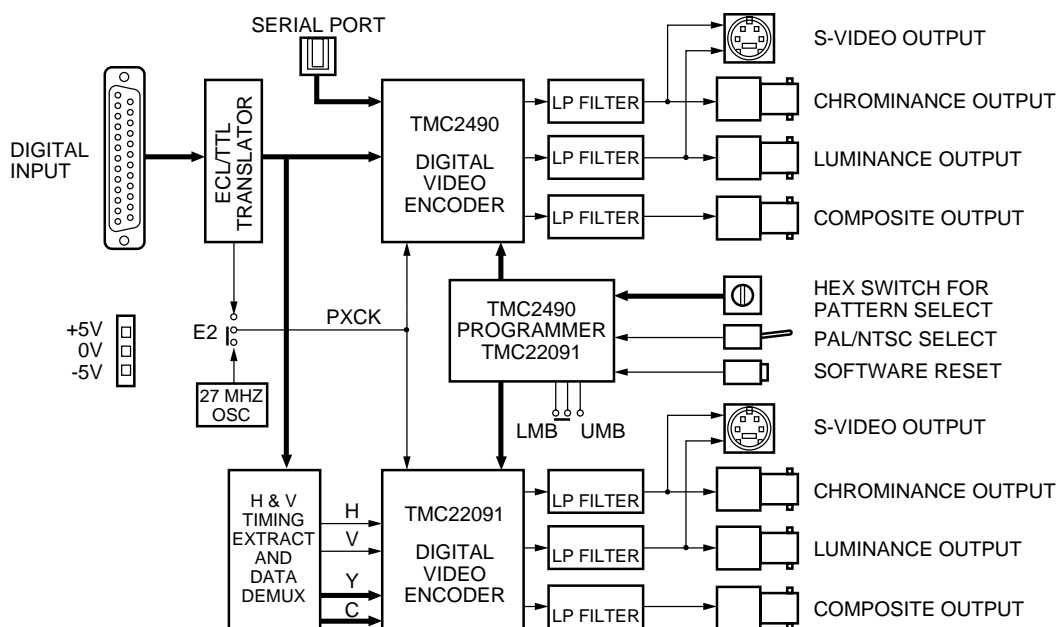 SERIAL PORT
DIGITAL
INPUT
ECL/TTL
TRANSLATOR
TMC2490
DIGITAL
VIDEO
ENCODER
LP FILTER
LP FILTER
LP FILTER
S-VIDEO OUTPUT
CHROMINANCE OUTPUT
LUMINANCE OUTPUT
COMPOSITE OUTPUT
+5V
0V
-5V
E2
PXCK
27 MHZ
OSC
TMC2490
PROGRAMMER
TMC22091
LMB
UMB
HEX SWITCH FOR
PATTERN SELECT
PAL/NTSC SELECT
SOFTWARE RESET
H & V
TIMING
EXTRACT
AND
DATA
DEMUX
H
V
Y
C
TMC22091
DIGITAL
VIDEO
ENCODER
LP FILTER
LP FILTER
LP FILTER
S-VIDEO OUTPUT
CHROMINANCE OUTPUT
LUMINANCE OUTPUT
COMPOSITE OUTPUT